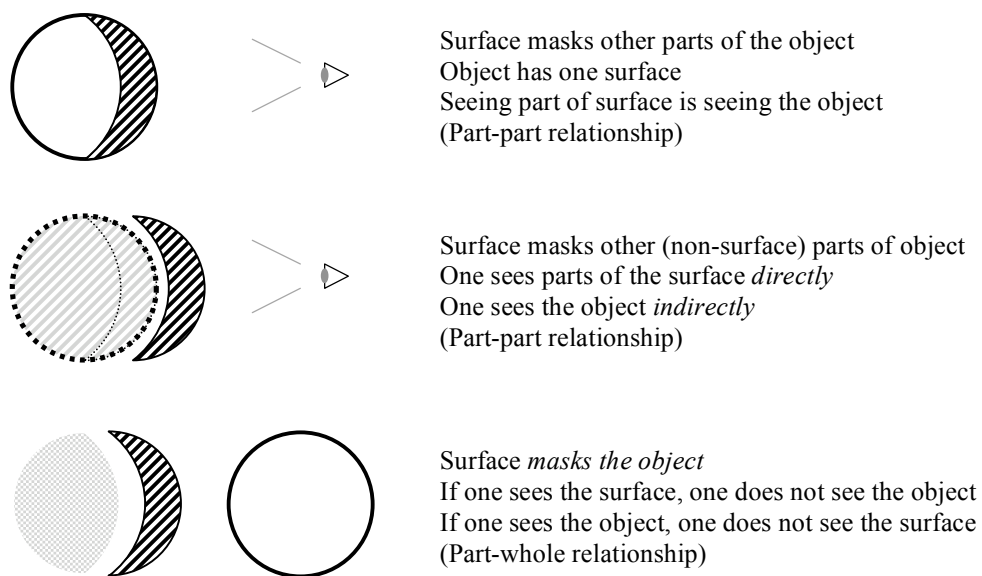 Surface masks other parts of the object
Object has one surface
Seeing part of surface is seeing the object
(Part-part relationship)
Surface masks other (non-surface) parts of object
One sees parts of the surface directly
One sees the object indirectly
(Part-part relationship)
Surface masks the object
If one sees the surface, one does not see the object
If one sees the object, one does not see the surface
(Part-whole relationship)